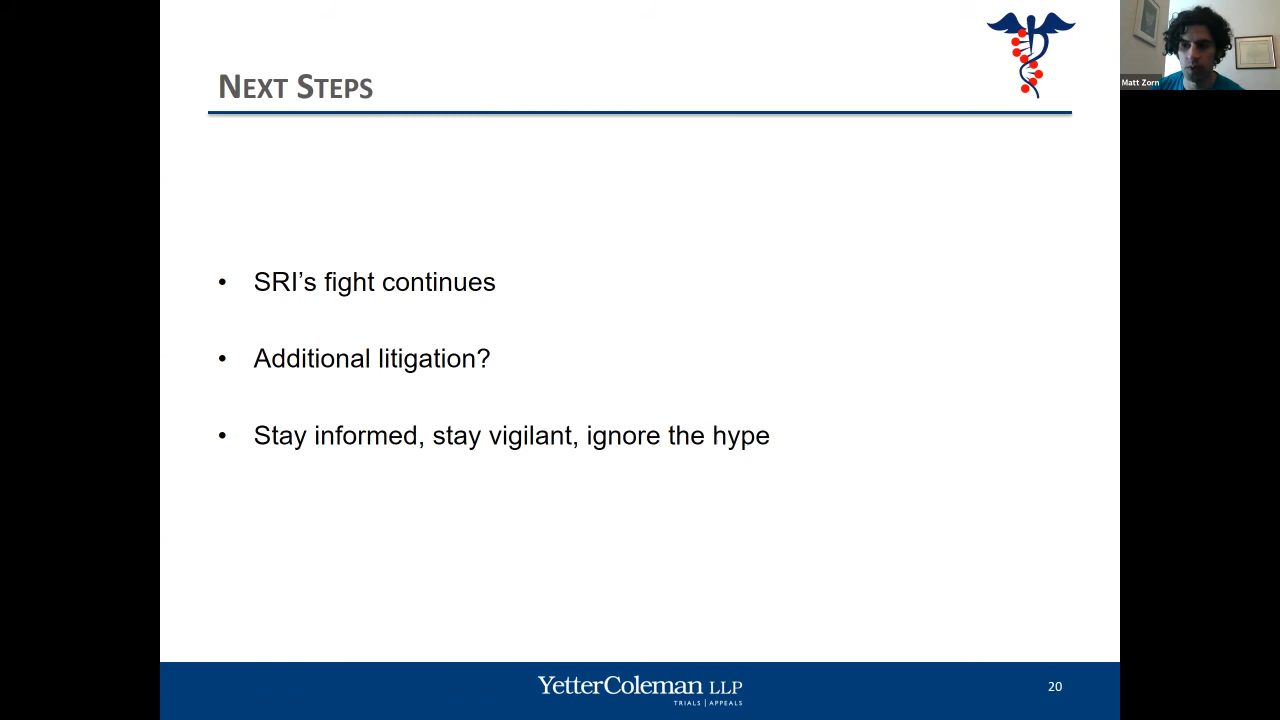 NEXT STEPS
Matt Zorn
• SRI’s fight continues
• Additional litigation?
• Stay informed, stay vigilant, ignore the hype
YetterColeman LLP
TRIALS | APPEALS
20